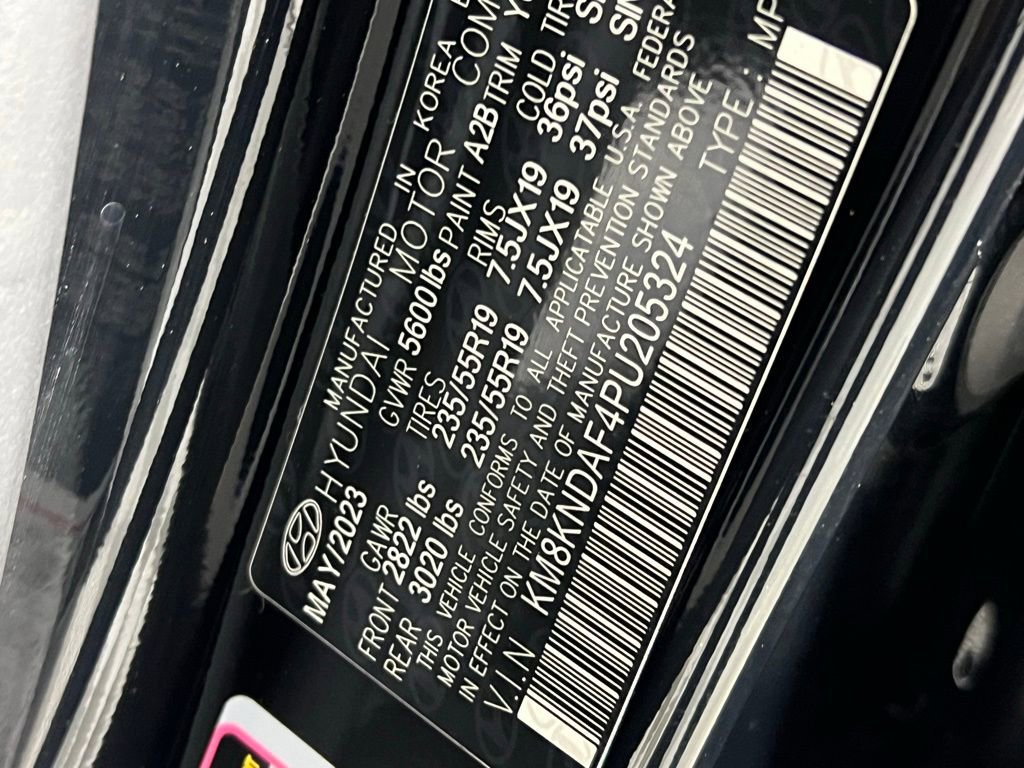 MANUFACTURED IN KOREA
HYUNDAI MOTOR COM
MAY/2023 GVWR 5600lbs PAINT A2B TRIM
GAWR TIRES RIMS COLD TIR
FRONT 2822 lbs 235/55R19 7.5JX19 36psi
REAR 3020 lbs 235/55R19 7.5JX19 37psi SIN
THIS VEHICLE CONFORMS TO ALL APPLICABLE U.S.A. FEDERA
MOTOR VEHICLE SAFETY AND THEFT PREVENTION STANDARDS
IN EFFECT ON THE DATE OF MANUFACTURE SHOWN ABOVE
V.I.N KM8KNDAF4PU205324 TYPE: MP